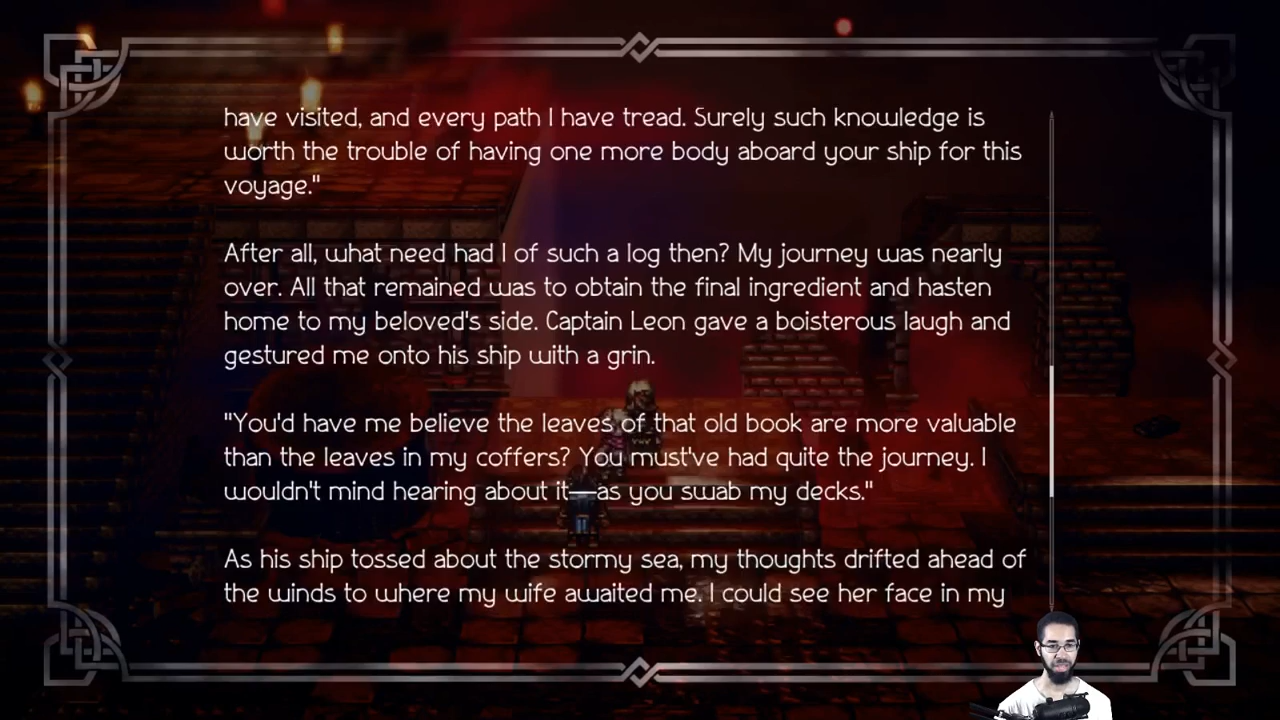 have visited, and every path I have tread. Surely such knowledge is
worth the trouble of having one more body aboard your ship for this
voyage."
After all, what need had I of such a log then? My journey was nearly
over. All that remained was to obtain the final ingredient and hasten
home to my beloved's side. Captain Leon gave a boisterous laugh and
gestured me onto his ship with a grin.
"You'd have me believe the leaves of that old book are more valuable
than the leaves in my coffers? You must've had quite the journey. I
wouldn't mind hearing about it—as you swab my decks."
As his ship tossed about the stormy sea, my thoughts drifted ahead of
the winds to where my wife awaited me. I could see her face in my